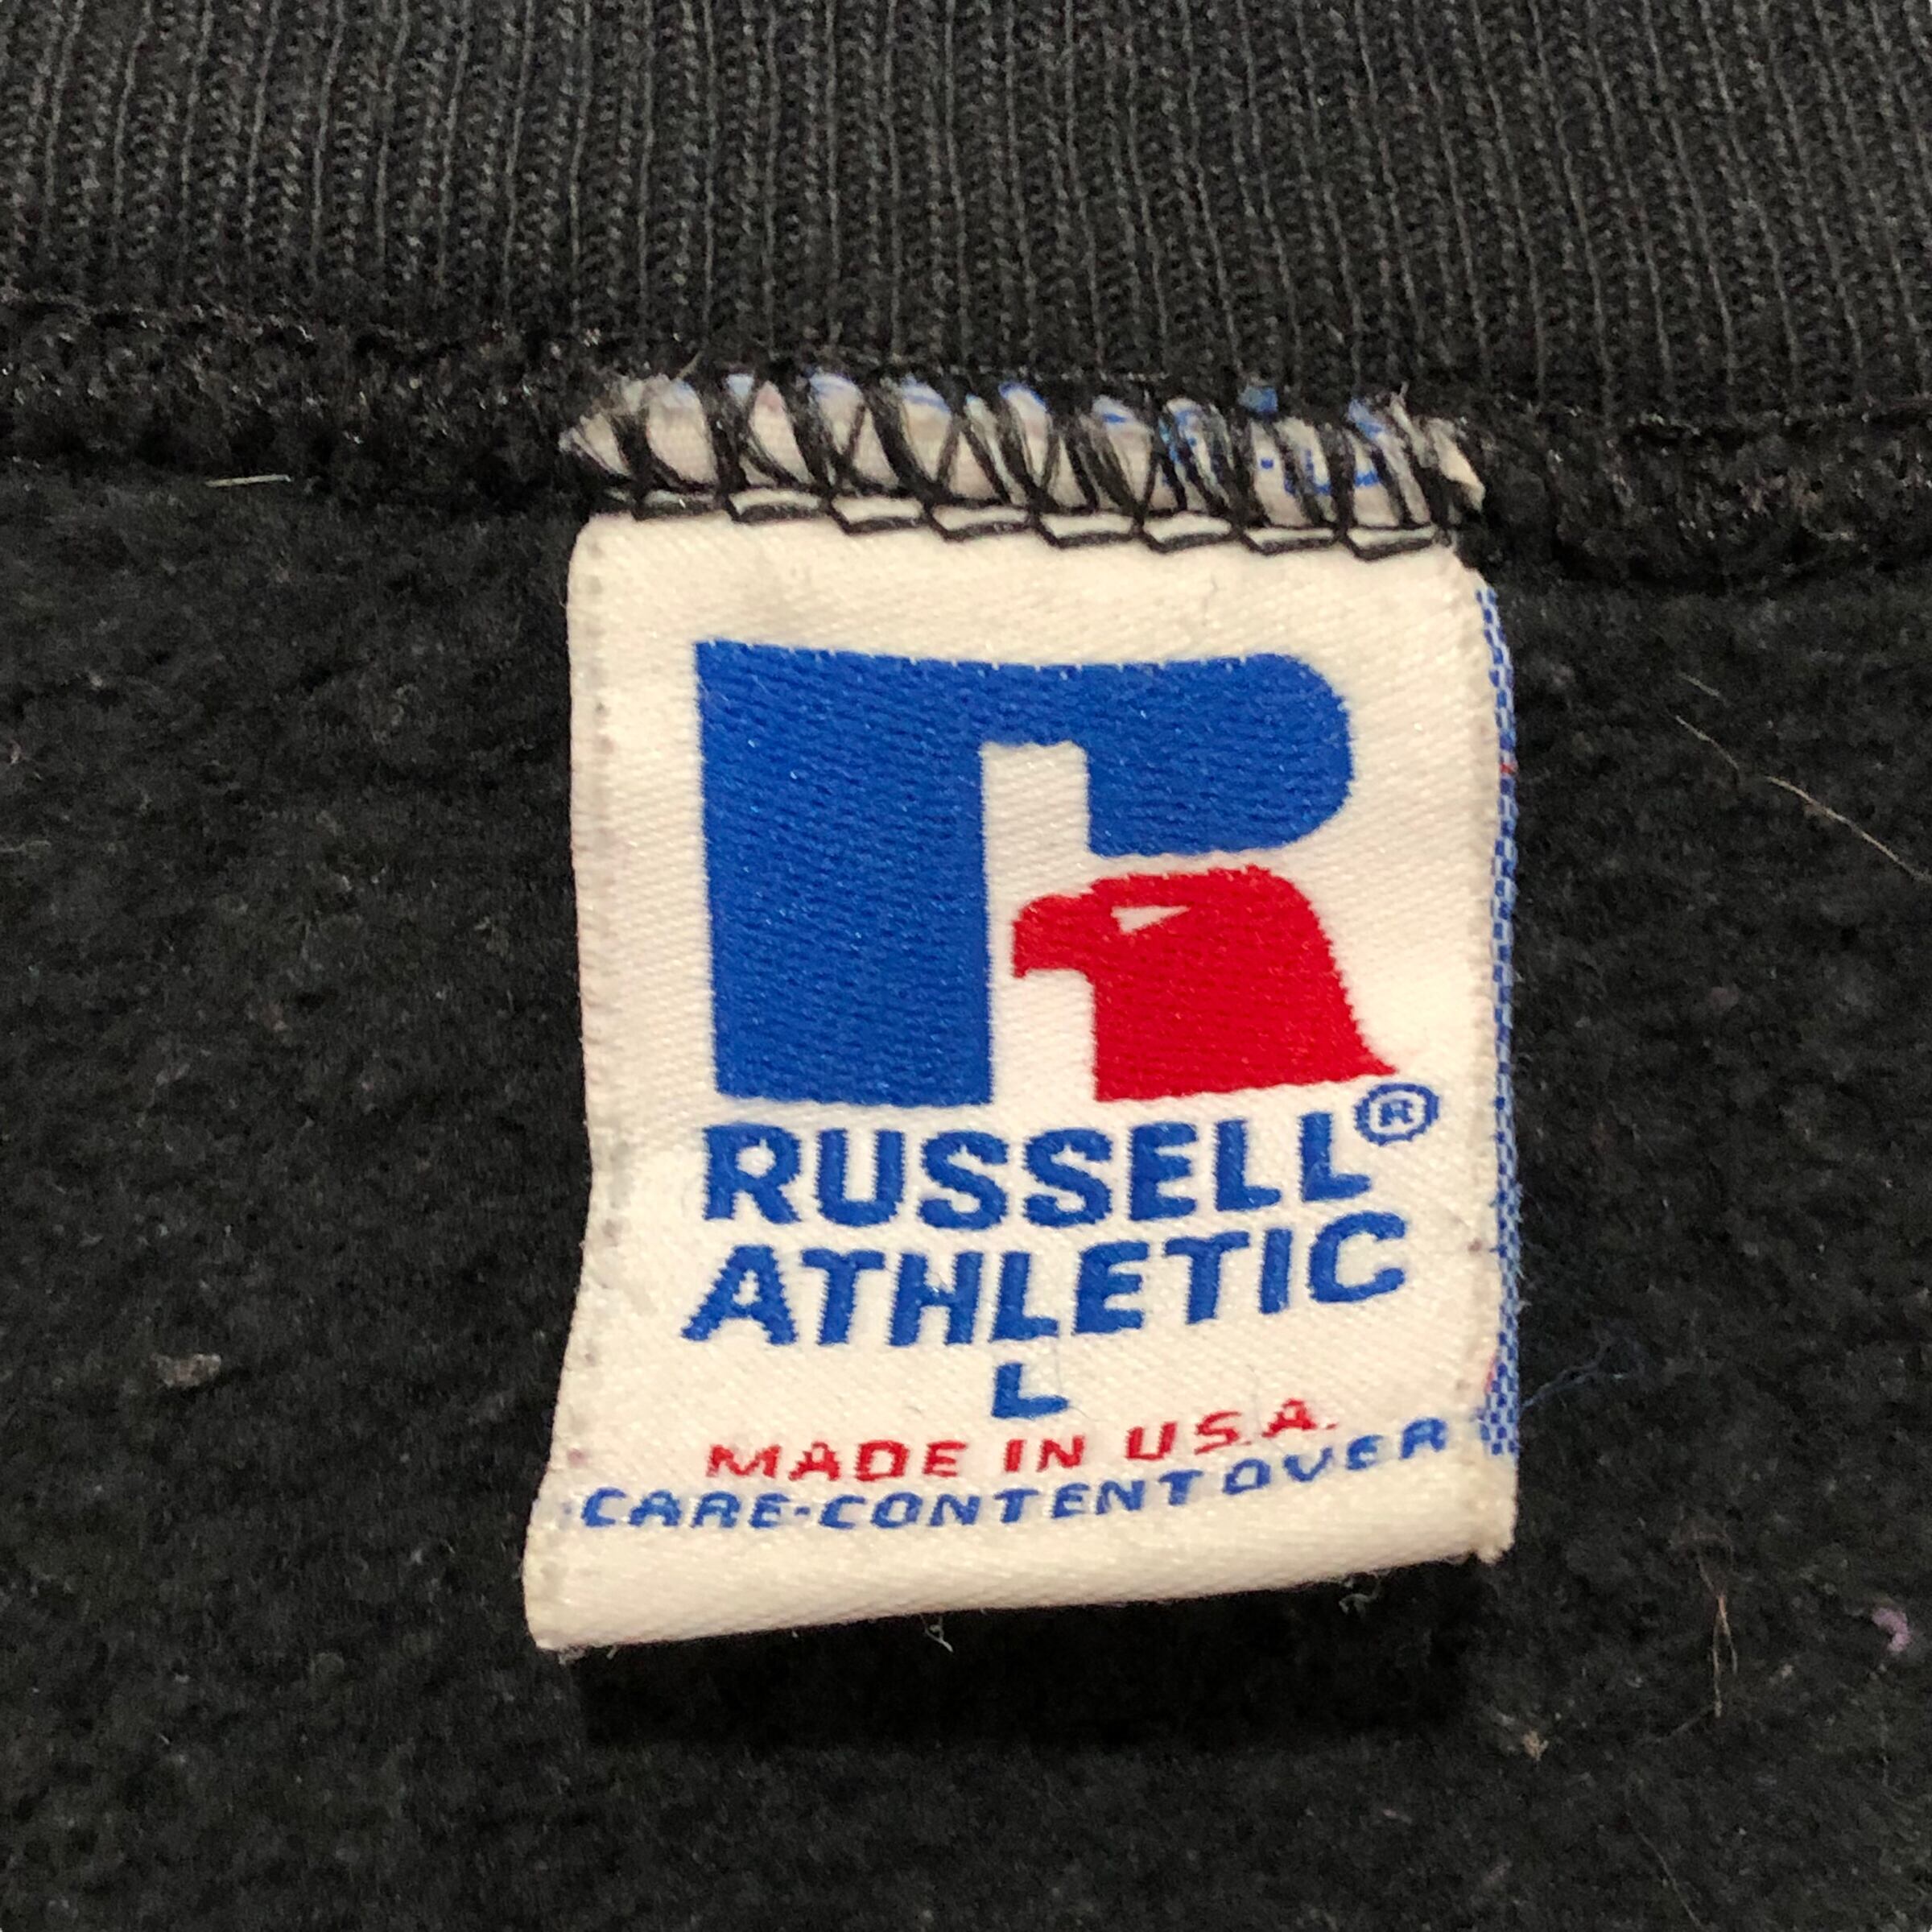 RUSSELL®
ATHLETIC
L
MADE IN U.S.A.
CARE-CONTENT OVER